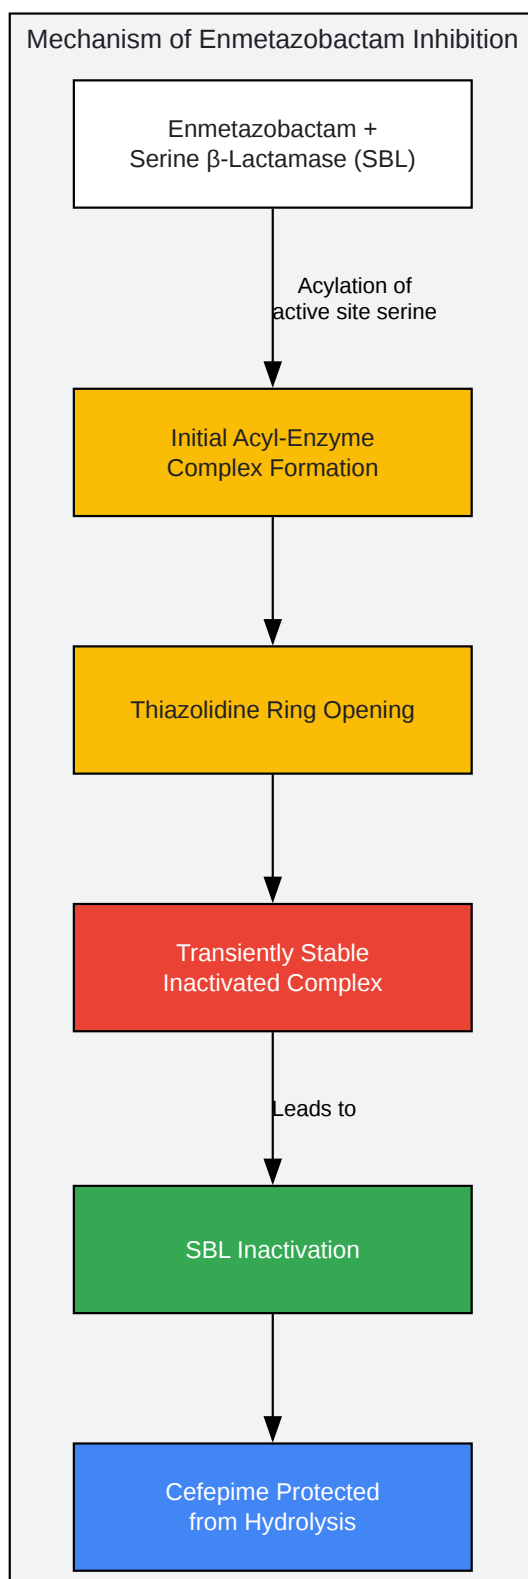 Mechanism of Enmetazobactam Inhibition
Enmetazobactam +
Serine β-Lactamase (SBL)
Acylation of
active site serine
Initial Acyl-Enzyme
Complex Formation
Thiazolidine Ring Opening
Transiently Stable
Inactivated Complex
Leads to
SBL Inactivation
Cefepime Protected
from Hydrolysis